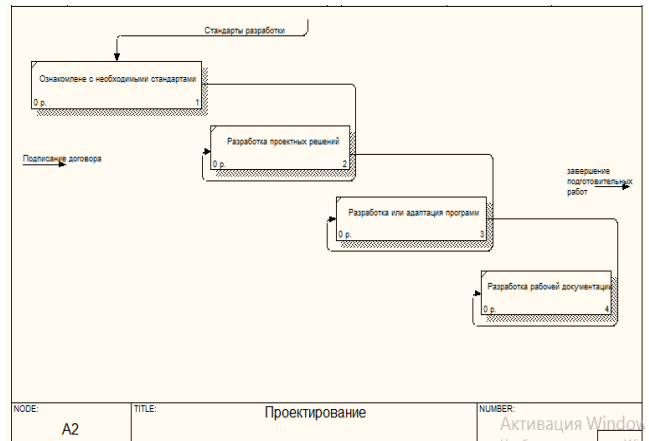 Стандарты разработки
Ознакомлене с необходимыми стандартами
0 р. 1
Разработка проектных решений
0 р. 2
Подписание договора
завершение
подготовительных
работ
Разработка или адаптация программ
0 р. 3
Разработка рабочей документации
0 р. 4
NODE: TITLE: NUMBER:
A2 Проектирование
Активация Window